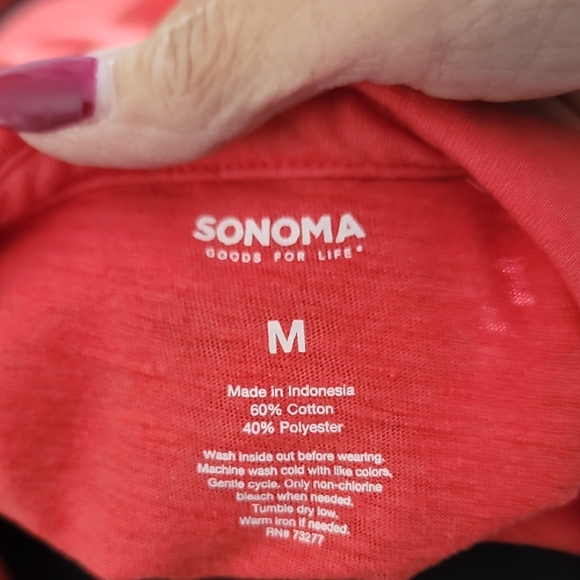 SONOMA
GOODS FOR LIFE®
M
Made in Indonesia
60% Cotton
40% Polyester
Wash inside out before wearing.
Machine wash cold with like colors.
Gentle cycle. Only non-chlorine
bleach when needed.
Tumble dry low.
Warm iron if needed.
RN# 73277